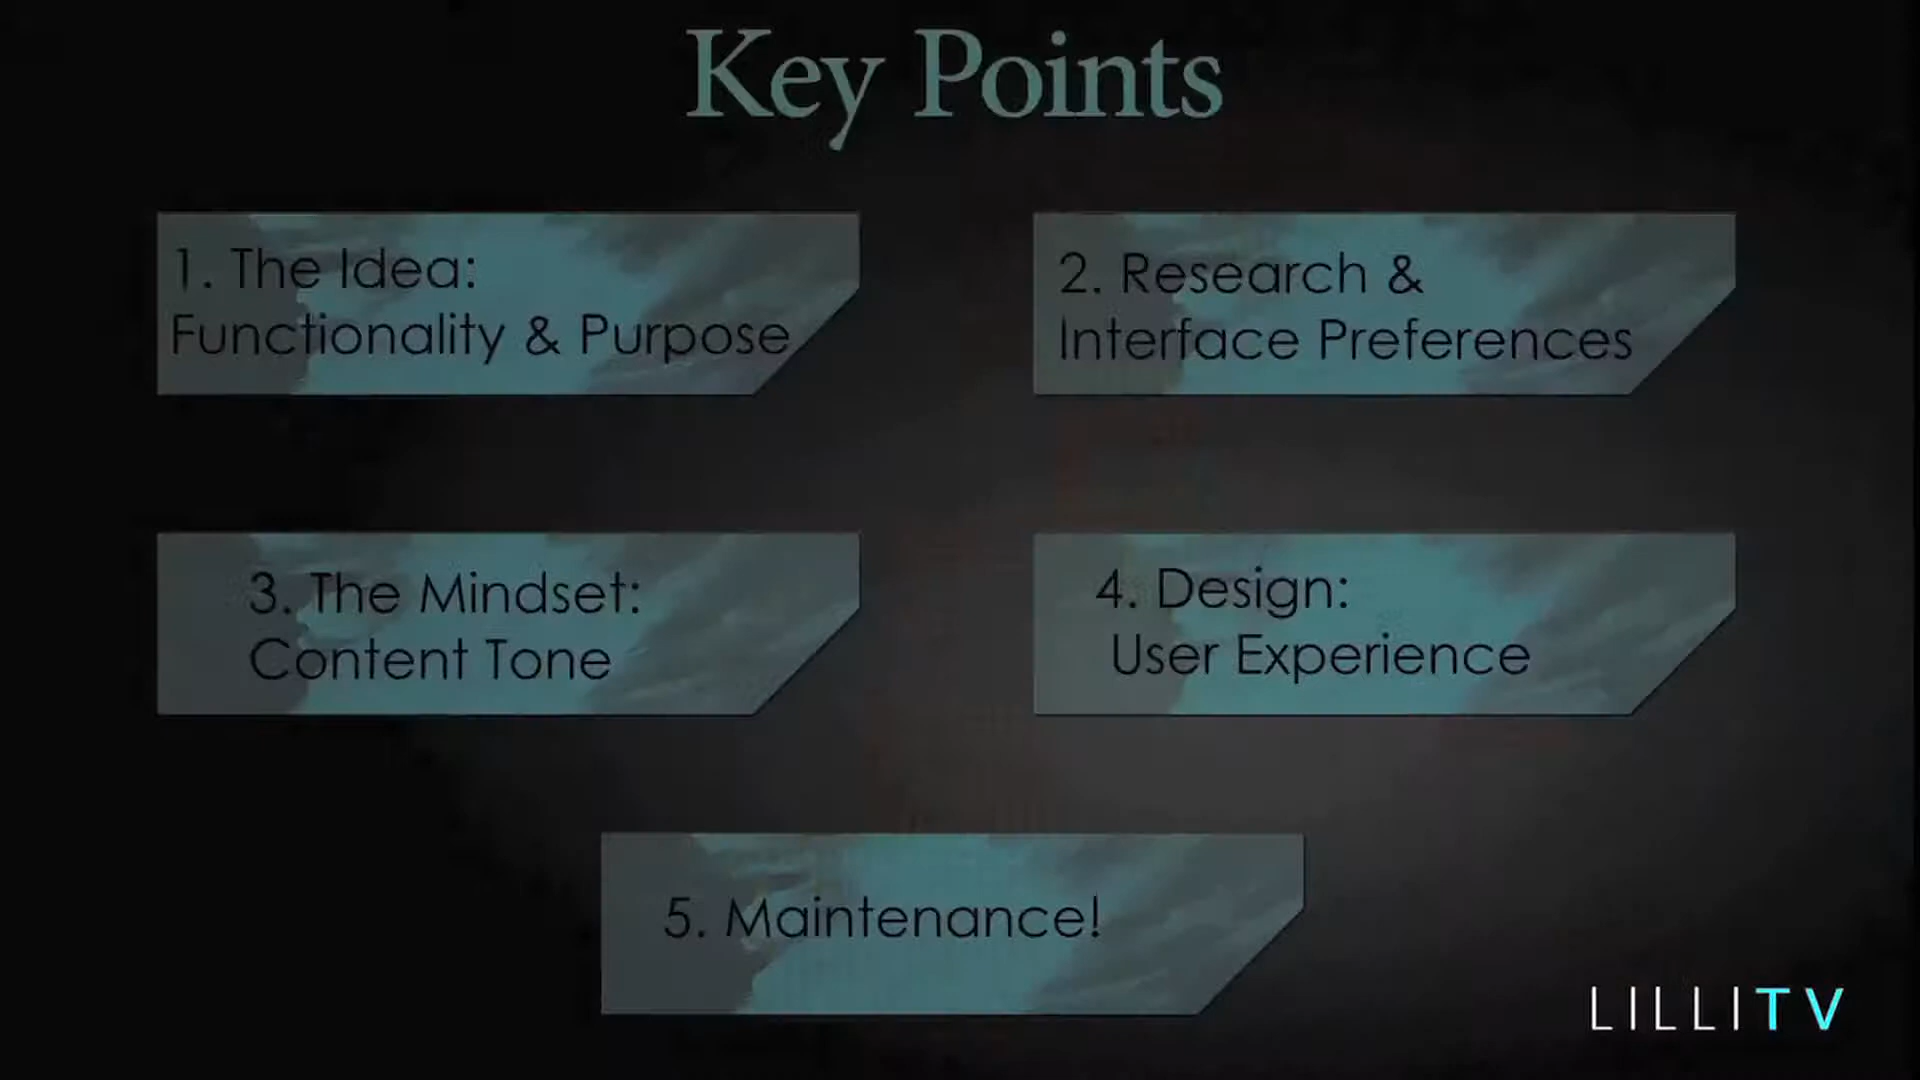 Key Points
1. The Idea:
Functionality & Purpose
2. Research &
Interface Preferences
3. The Mindset:
Content Tone
4. Design:
User Experience
5. Maintenance!
LILLITV